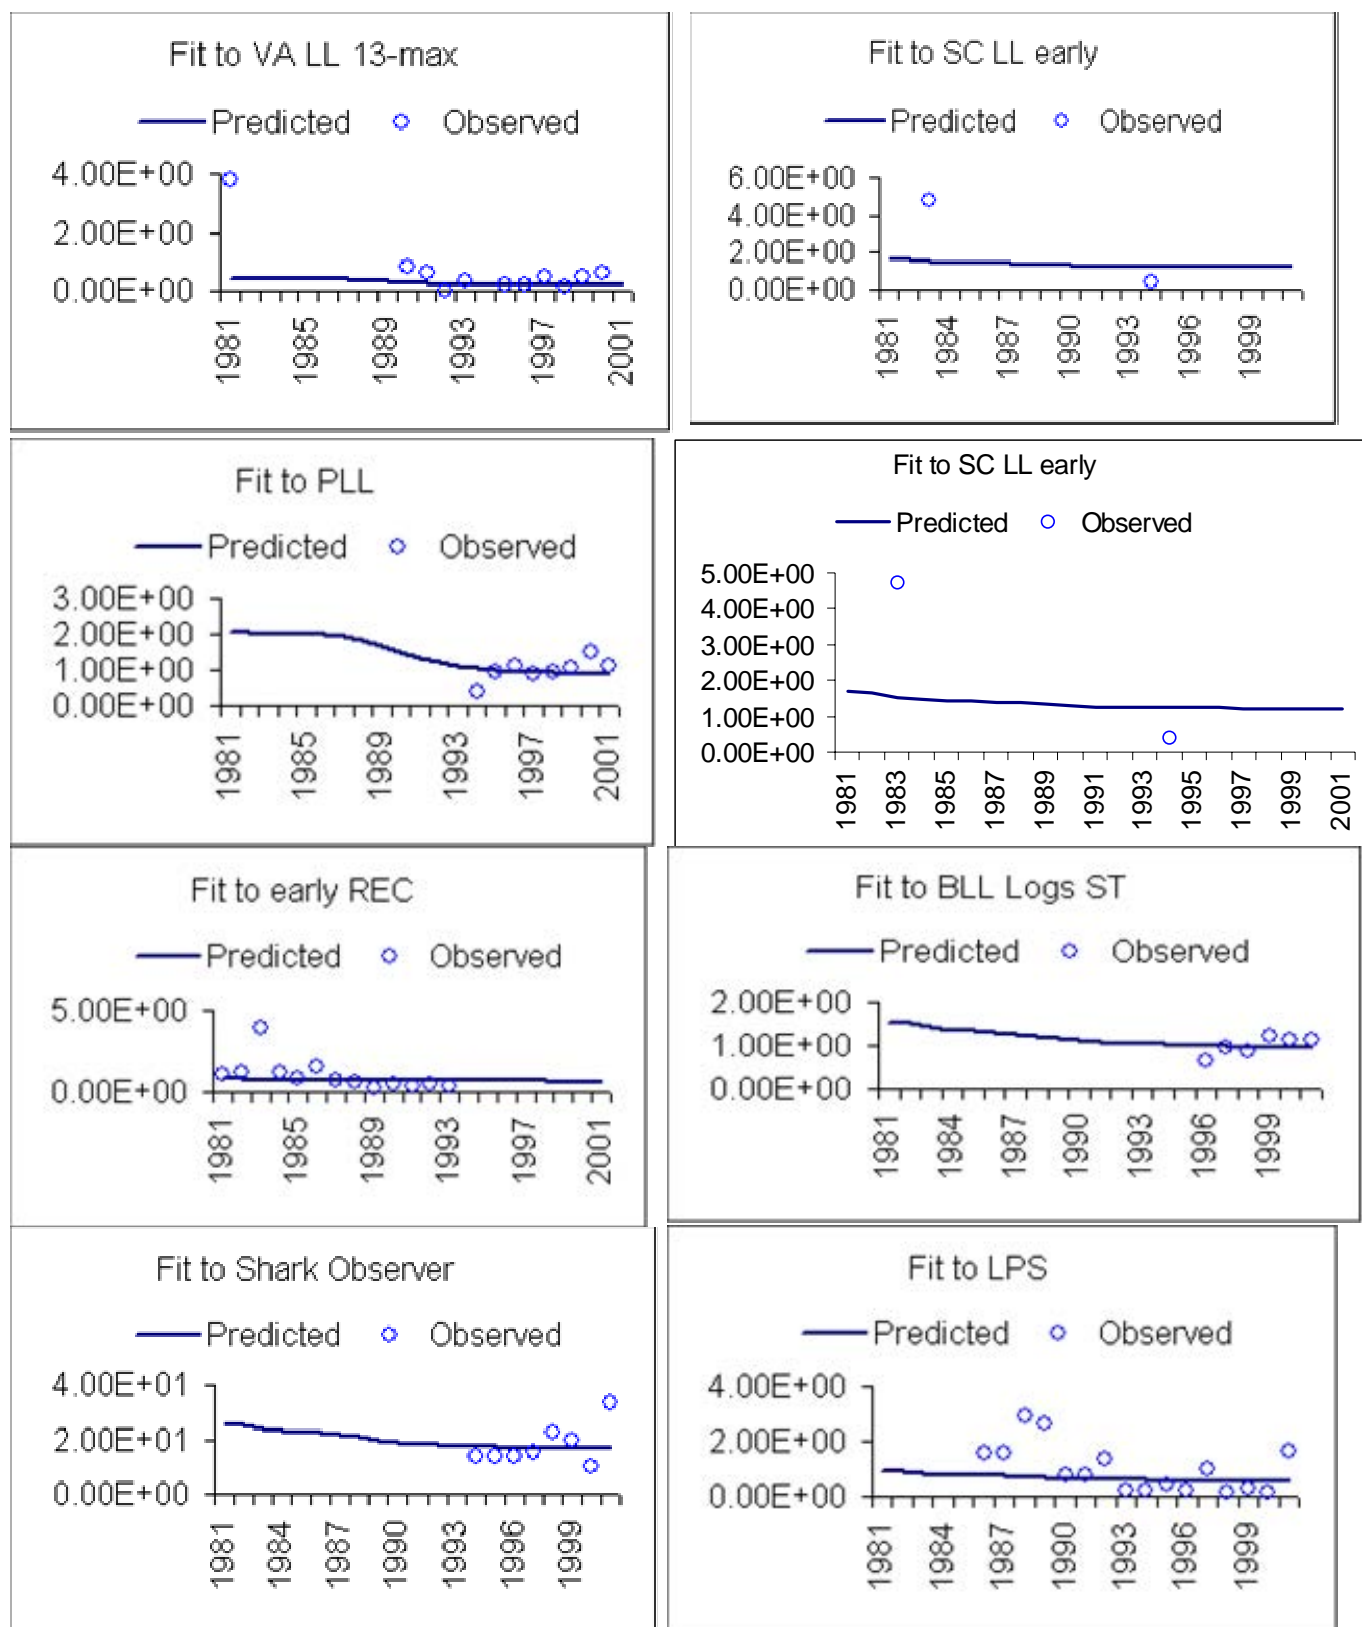 Fit to VA LL 13-max
Predicted Observed
4.00E+00
2.00E+00
0.00E+00
1981 1985 1989 1993 1997 2001
Fit to SC LL early
Predicted Observed
6.00E+00
4.00E+00
2.00E+00
0.00E+00
1981 1984 1987 1990 1993 1996 1999
Fit to PLL
Predicted Observed
3.00E+00
2.00E+00
1.00E+00
0.00E+00
1981 1985 1989 1993 1997 2001
Fit to SC LL early
Predicted Observed
5.00E+00
4.00E+00
3.00E+00
2.00E+00
1.00E+00
0.00E+00
1981 1983 1985 1987 1989 1991 1993 1995 1997 1999 2001
Fit to early REC
Predicted Observed
5.00E+00
0.00E+00
1981 1985 1989 1993 1997 2001
Fit to BLL Logs ST
Predicted Observed
2.00E+00
1.00E+00
0.00E+00
1981 1984 1987 1990 1993 1996 1999
Fit to Shark Observer
Predicted Observed
4.00E+01
2.00E+01
0.00E+00
1981 1984 1987 1990 1993 1996 1999
Fit to LPS
Predicted Observed
4.00E+00
2.00E+00
0.00E+00
1981 1984 1987 1990 1993 1996 1999